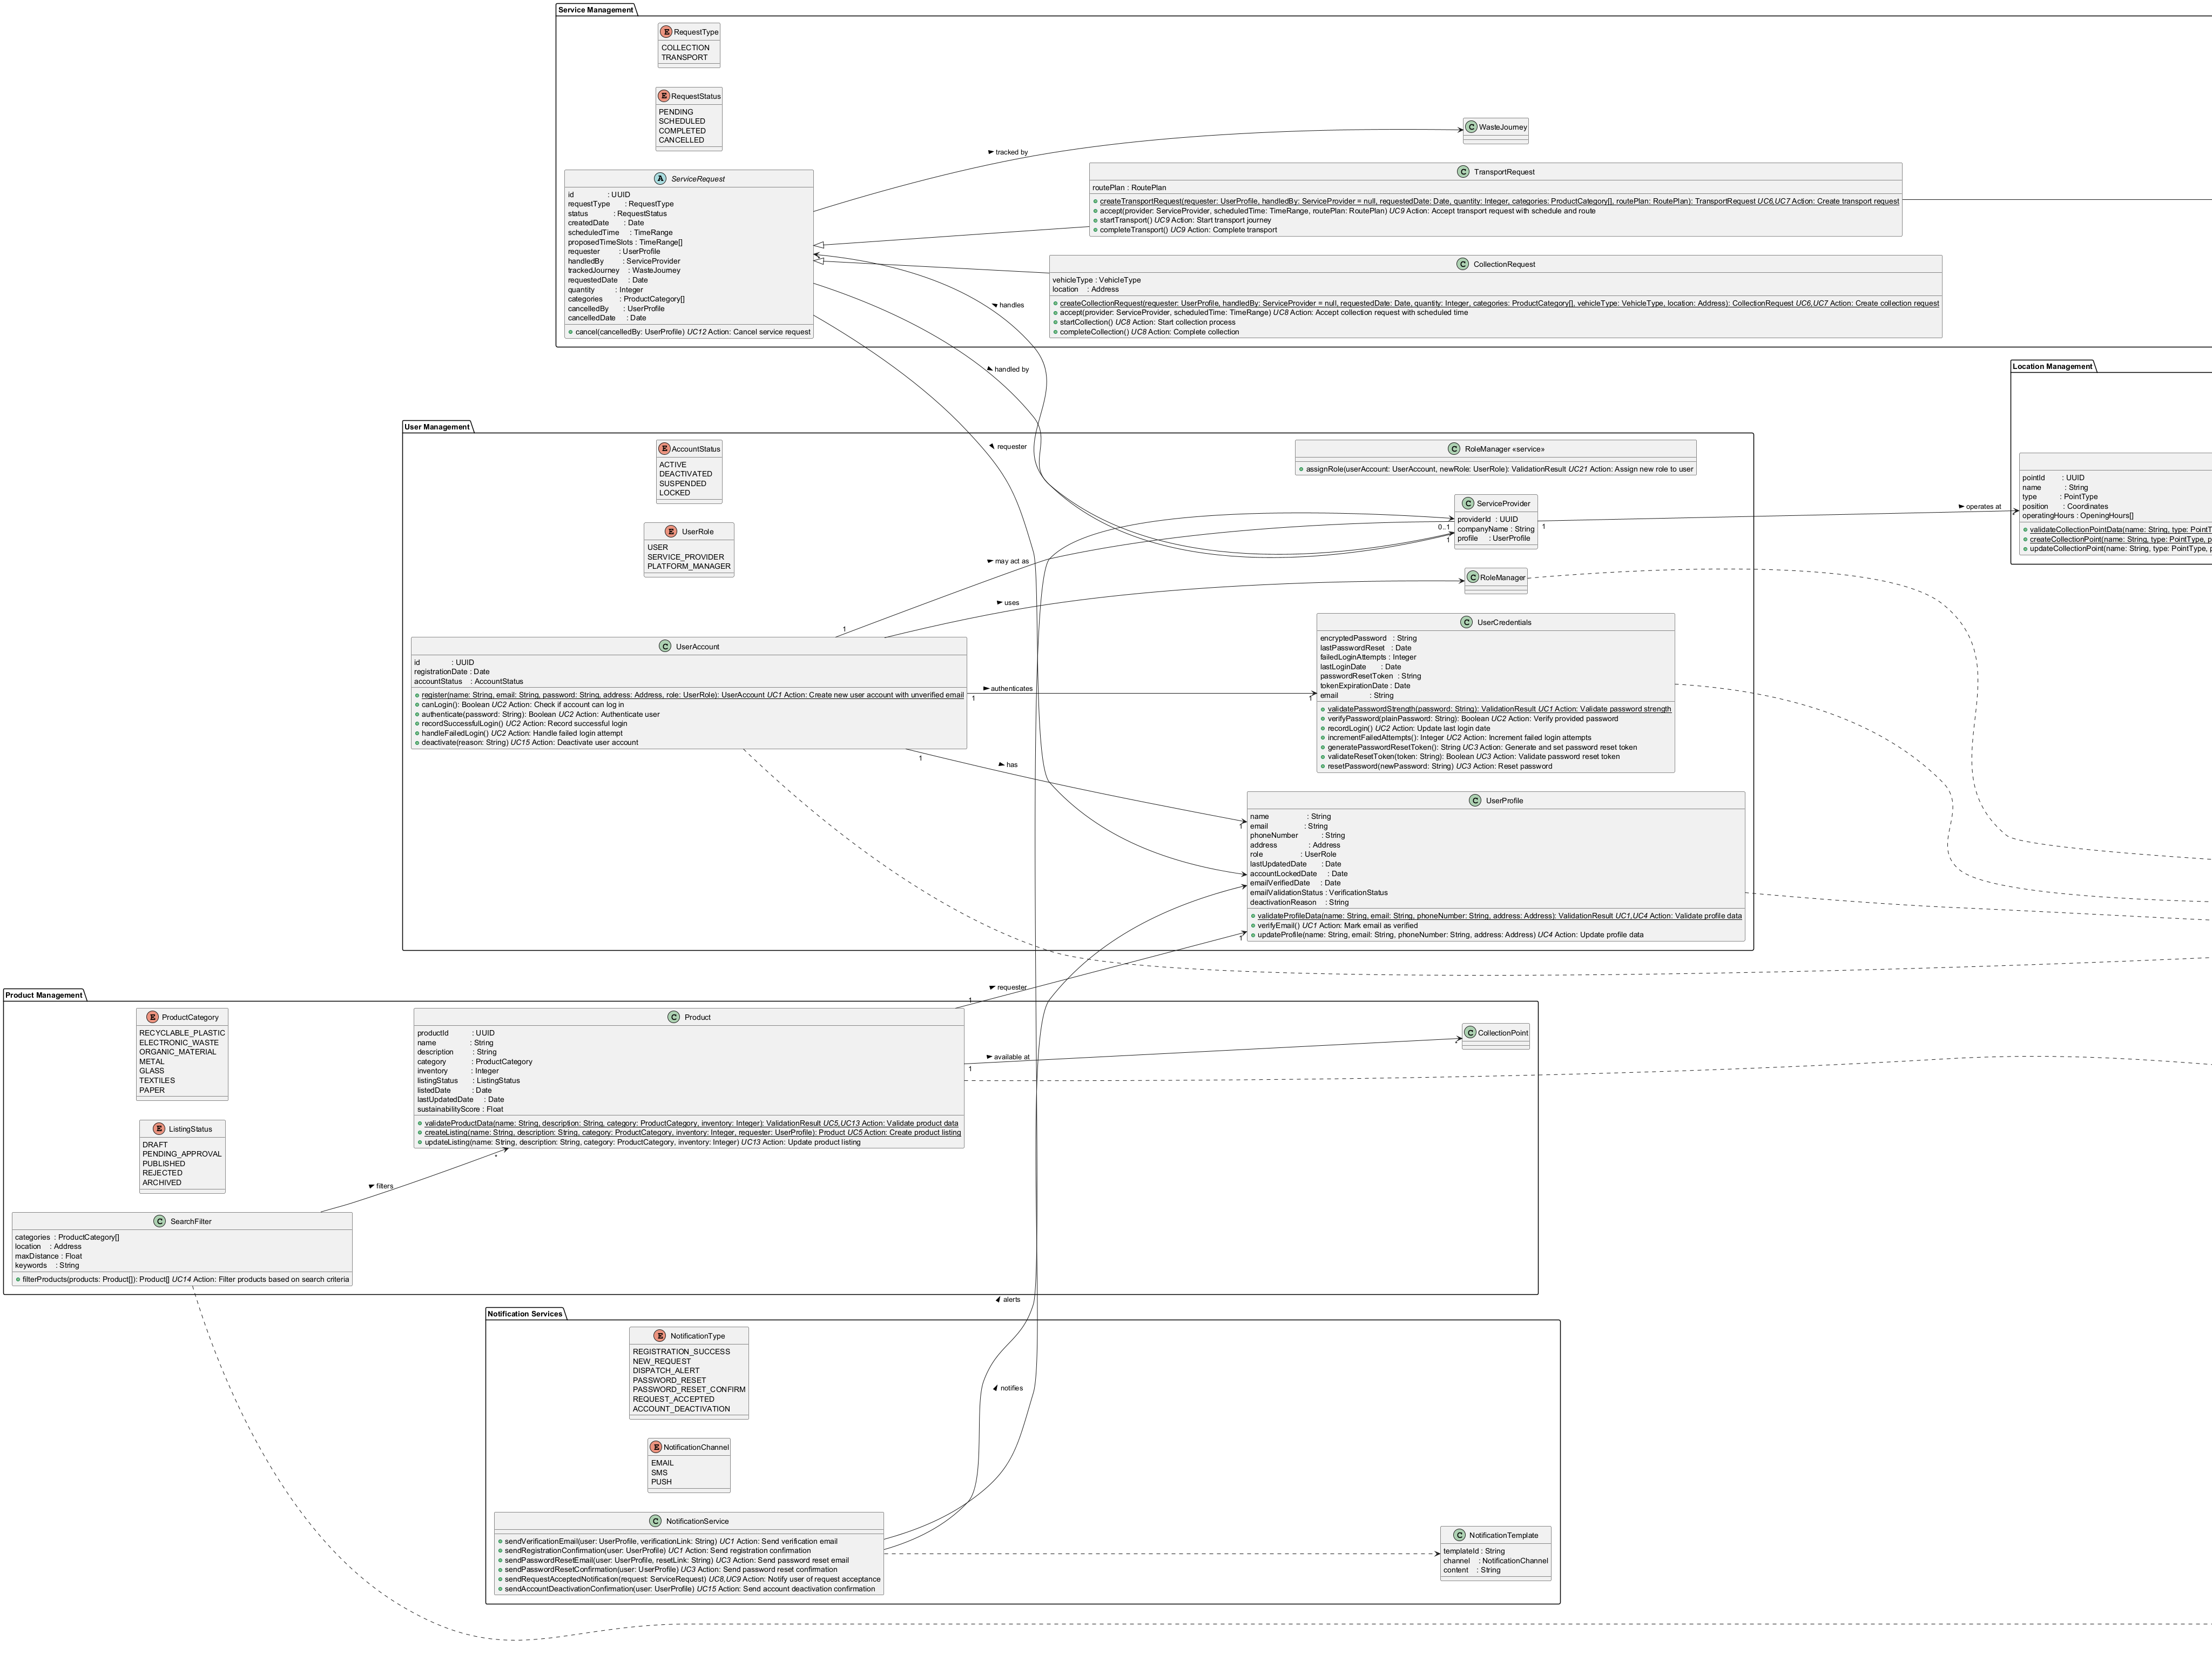 Service Management
E RequestType
COLLECTION
TRANSPORT
E RequestStatus
PENDING
SCHEDULED
COMPLETED
CANCELLED
C WasteJourney
tracked by
A ServiceRequest
id : UUID
requestType : RequestType
status : RequestStatus
createdDate : Date
scheduledTime : TimeRange
proposedTimeSlots : TimeRange[]
requester : UserProfile
handledBy : ServiceProvider
trackedJourney : WasteJourney
requestedDate : Date
quantity : Integer
categories : ProductCategory[]
cancelledBy : UserProfile
cancelledDate : Date
cancel(cancelledBy: UserProfile) UC12 Action: Cancel service request
C TransportRequest
routePlan : RoutePlan
createTransportRequest(requester: UserProfile, handledBy: ServiceProvider = null, requestedDate: Date, quantity: Integer, categories: ProductCategory[], routePlan: RoutePlan): TransportRequest UC6,UC7 Action: Create transport request
accept(provider: ServiceProvider, scheduledTime: TimeRange, routePlan: RoutePlan) UC9 Action: Accept transport request with schedule and route
startTransport() UC9 Action: Start transport journey
completeTransport() UC9 Action: Complete transport
C CollectionRequest
vehicleType : VehicleType
location : Address
createCollectionRequest(requester: UserProfile, handledBy: ServiceProvider = null, requestedDate: Date, quantity: Integer, categories: ProductCategory[], vehicleType: VehicleType, location: Address): CollectionRequest UC6,UC7 Action: Create collection request
accept(provider: ServiceProvider, scheduledTime: TimeRange) UC8 Action: Accept collection request with scheduled time
startCollection() UC8 Action: Start collection process
completeCollection() UC8 Action: Complete collection
handles
handled by
requester
Location Management
pointId : UUID
name : String
type : PointType
position : Coordinates
operatingHours : OpeningHours[]
validateCollectionPointData(name: String, type: PointT
createCollectionPoint(name: String, type: PointType, p
updateCollectionPoint(name: String, type: PointType, p
User Management
E AccountStatus
ACTIVE
DEACTIVATED
SUSPENDED
LOCKED
E UserRole
USER
SERVICE_PROVIDER
PLATFORM_MANAGER
C RoleManager «service»
assignRole(userAccount: UserAccount, newRole: UserRole): ValidationResult UC21 Action: Assign new role to user
C ServiceProvider
providerId : UUID
companyName : String
profile : UserProfile
0..1
1
1
operates at
*
may act as
1
uses
C RoleManager
C UserAccount
id : UUID
registrationDate : Date
accountStatus : AccountStatus
register(name: String, email: String, password: String, address: Address, role: UserRole): UserAccount UC1 Action: Create new user account with unverified email
canLogin(): Boolean UC2 Action: Check if account can log in
authenticate(password: String): Boolean UC2 Action: Authenticate user
recordSuccessfulLogin() UC2 Action: Record successful login
handleFailedLogin() UC2 Action: Handle failed login attempt
deactivate(reason: String) UC15 Action: Deactivate user account
authenticates
1
1
C UserCredentials
encryptedPassword : String
lastPasswordReset : Date
failedLoginAttempts : Integer
lastLoginDate : Date
passwordResetToken : String
tokenExpirationDate : Date
email : String
validatePasswordStrength(password: String): ValidationResult UC1 Action: Validate password strength
verifyPassword(plainPassword: String): Boolean UC2 Action: Verify provided password
recordLogin() UC2 Action: Update last login date
incrementFailedAttempts(): Integer UC2 Action: Increment failed login attempts
generatePasswordResetToken(): String UC3 Action: Generate and set password reset token
validateResetToken(token: String): Boolean UC3 Action: Validate password reset token
resetPassword(newPassword: String) UC3 Action: Reset password
1
has
1
C UserProfile
name : String
email : String
phoneNumber : String
address : Address
role : UserRole
lastUpdatedDate : Date
accountLockedDate : Date
emailVerifiedDate : Date
emailValidationStatus : VerificationStatus
deactivationReason : String
validateProfileData(name: String, email: String, phoneNumber: String, address: Address): ValidationResult UC1,UC4 Action: Validate profile data
verifyEmail() UC1 Action: Mark email as verified
updateProfile(name: String, email: String, phoneNumber: String, address: Address) UC4 Action: Update profile data
1
requester
1
Product Management
E ProductCategory
RECYCLABLE_PLASTIC
ELECTRONIC_WASTE
ORGANIC_MATERIAL
METAL
GLASS
TEXTILES
PAPER
E ListingStatus
DRAFT
PENDING_APPROVAL
PUBLISHED
REJECTED
ARCHIVED
C Product
productId : UUID
name : String
description : String
category : ProductCategory
inventory : Integer
listingStatus : ListingStatus
listedDate : Date
lastUpdatedDate : Date
sustainabilityScore : Float
validateProductData(name: String, description: String, category: ProductCategory, inventory: Integer): ValidationResult UC5,UC13 Action: Validate product data
createListing(name: String, description: String, category: ProductCategory, inventory: Integer, requester: UserProfile): Product UC5 Action: Create product listing
updateListing(name: String, description: String, category: ProductCategory, inventory: Integer) UC13 Action: Update product listing
available at
1
*
C CollectionPoint
filters
*
C SearchFilter
categories : ProductCategory[]
location : Address
maxDistance : Float
keywords : String
filterProducts(products: Product[]): Product[] UC14 Action: Filter products based on search criteria
alerts
notifies
Notification Services
E NotificationType
REGISTRATION_SUCCESS
NEW_REQUEST
DISPATCH_ALERT
PASSWORD_RESET
PASSWORD_RESET_CONFIRM
REQUEST_ACCEPTED
ACCOUNT_DEACTIVATION
E NotificationChannel
EMAIL
SMS
PUSH
C NotificationService
sendVerificationEmail(user: UserProfile, verificationLink: String) UC1 Action: Send verification email
sendRegistrationConfirmation(user: UserProfile) UC1 Action: Send registration confirmation
sendPasswordResetEmail(user: UserProfile, resetLink: String) UC3 Action: Send password reset email
sendPasswordResetConfirmation(user: UserProfile) UC3 Action: Send password reset confirmation
sendRequestAcceptedNotification(request: ServiceRequest) UC8,UC9 Action: Notify user of request acceptance
sendAccountDeactivationConfirmation(user: UserProfile) UC15 Action: Send account deactivation confirmation
C NotificationTemplate
templateId : String
channel : NotificationChannel
content : String